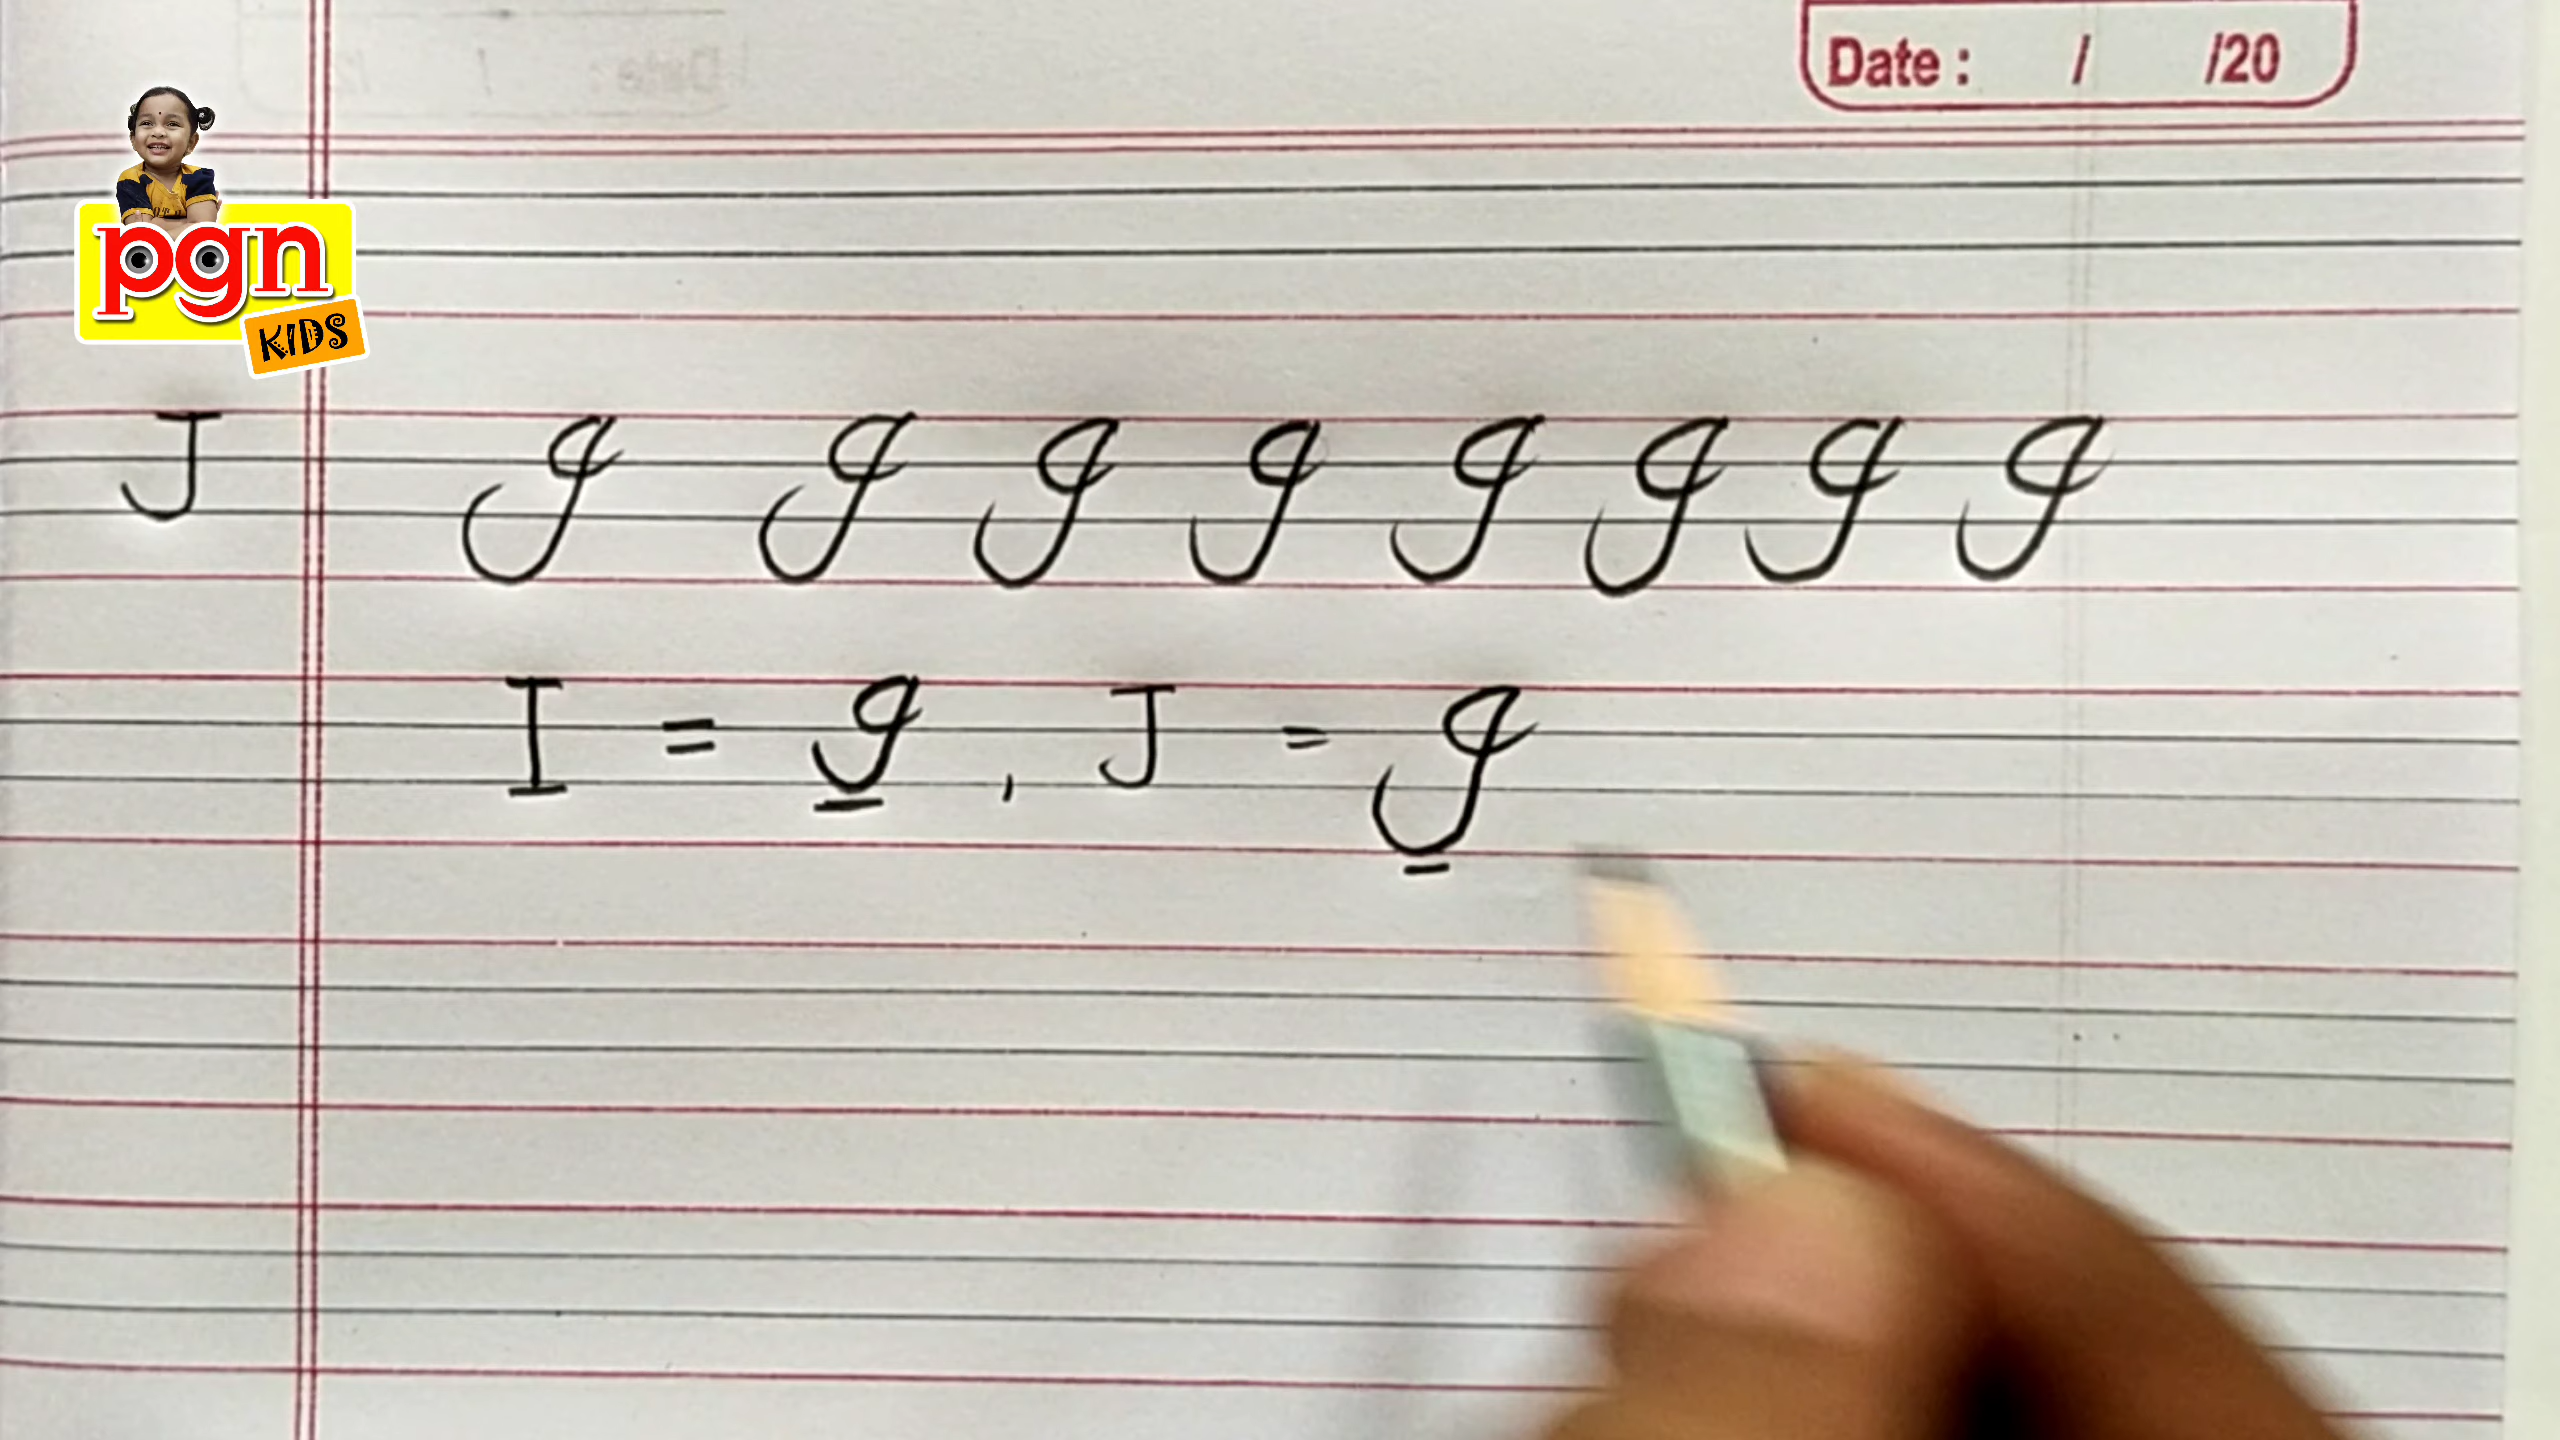 Date : / /20
pgn
KIDS
J J J J J J J J J
I = I , J = J